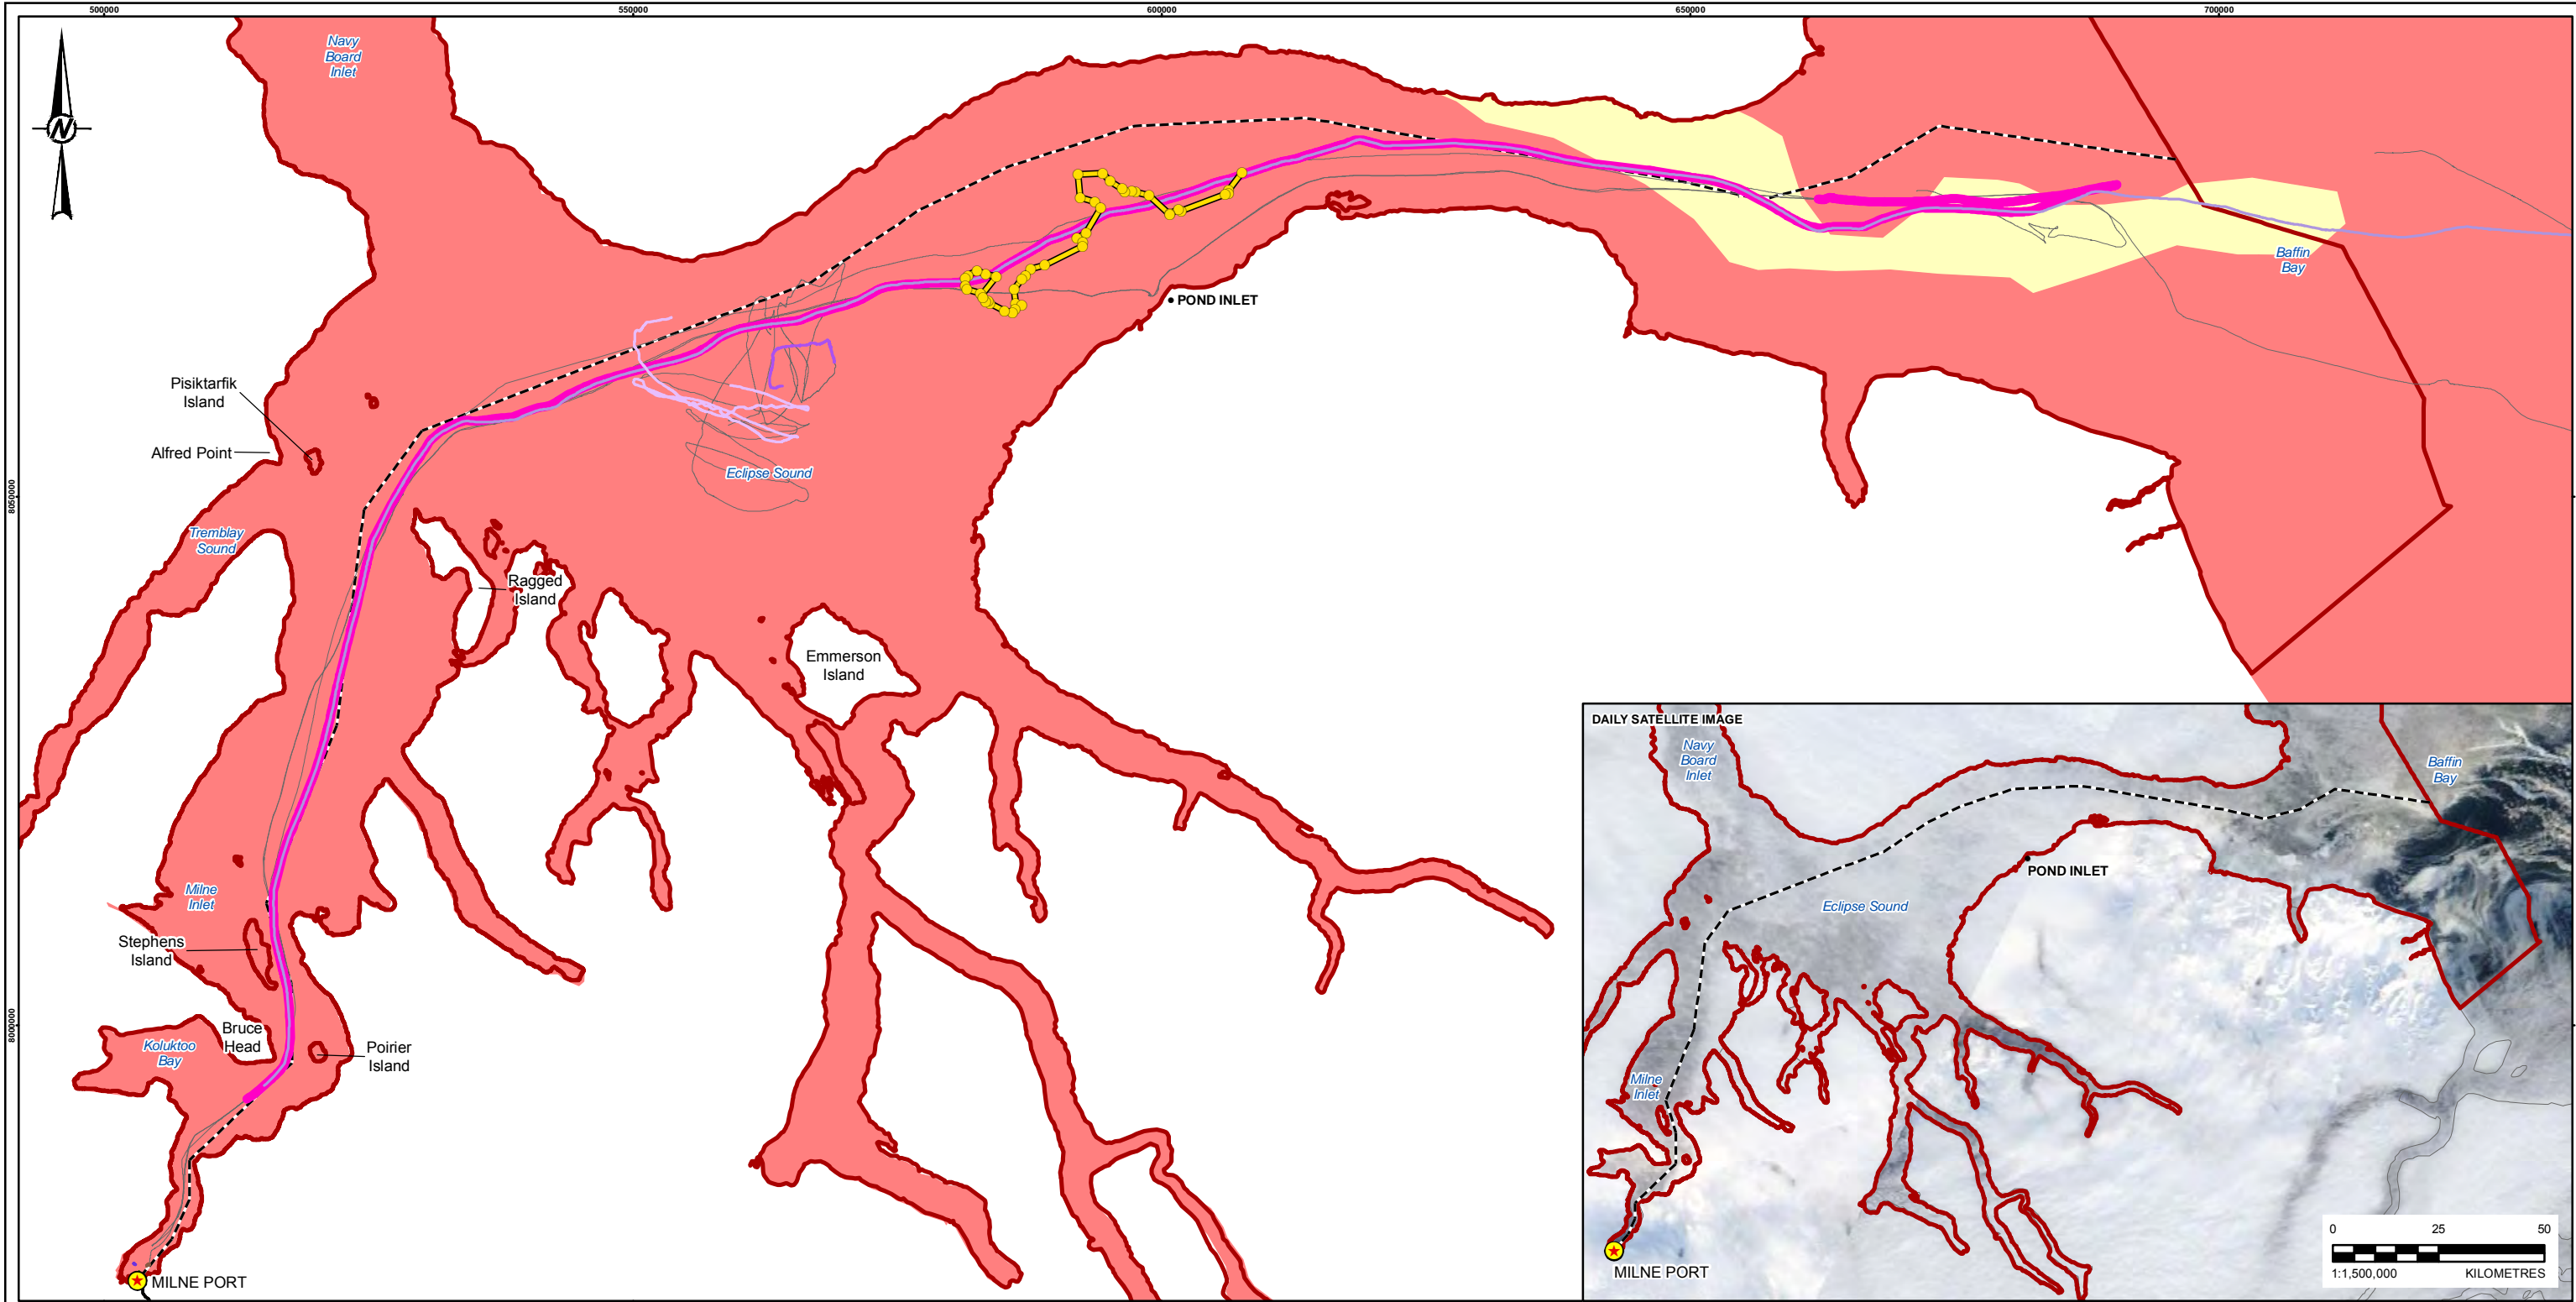 500000
550000
600000
650000
700000
Navy
Board
Inlet
N
POND INLET
Baffin
Bay
Pisiktarfik
Island
Alfred Point
Eclipse Sound
8050000
Tremblay
Sound
Ragged
Island
Emmerson
Island
Milne
Inlet
Stephens
Island
Bruce
Head
Koluktoo
Bay
Poirier
Island
8000000
MILNE PORT
DAILY SATELLITE IMAGE
Navy
Board
Inlet
Baffin
Bay
POND INLET
Eclipse Sound
Milne
Inlet
MILNE PORT
0 25 50
1:1,500,000 KILOMETRES